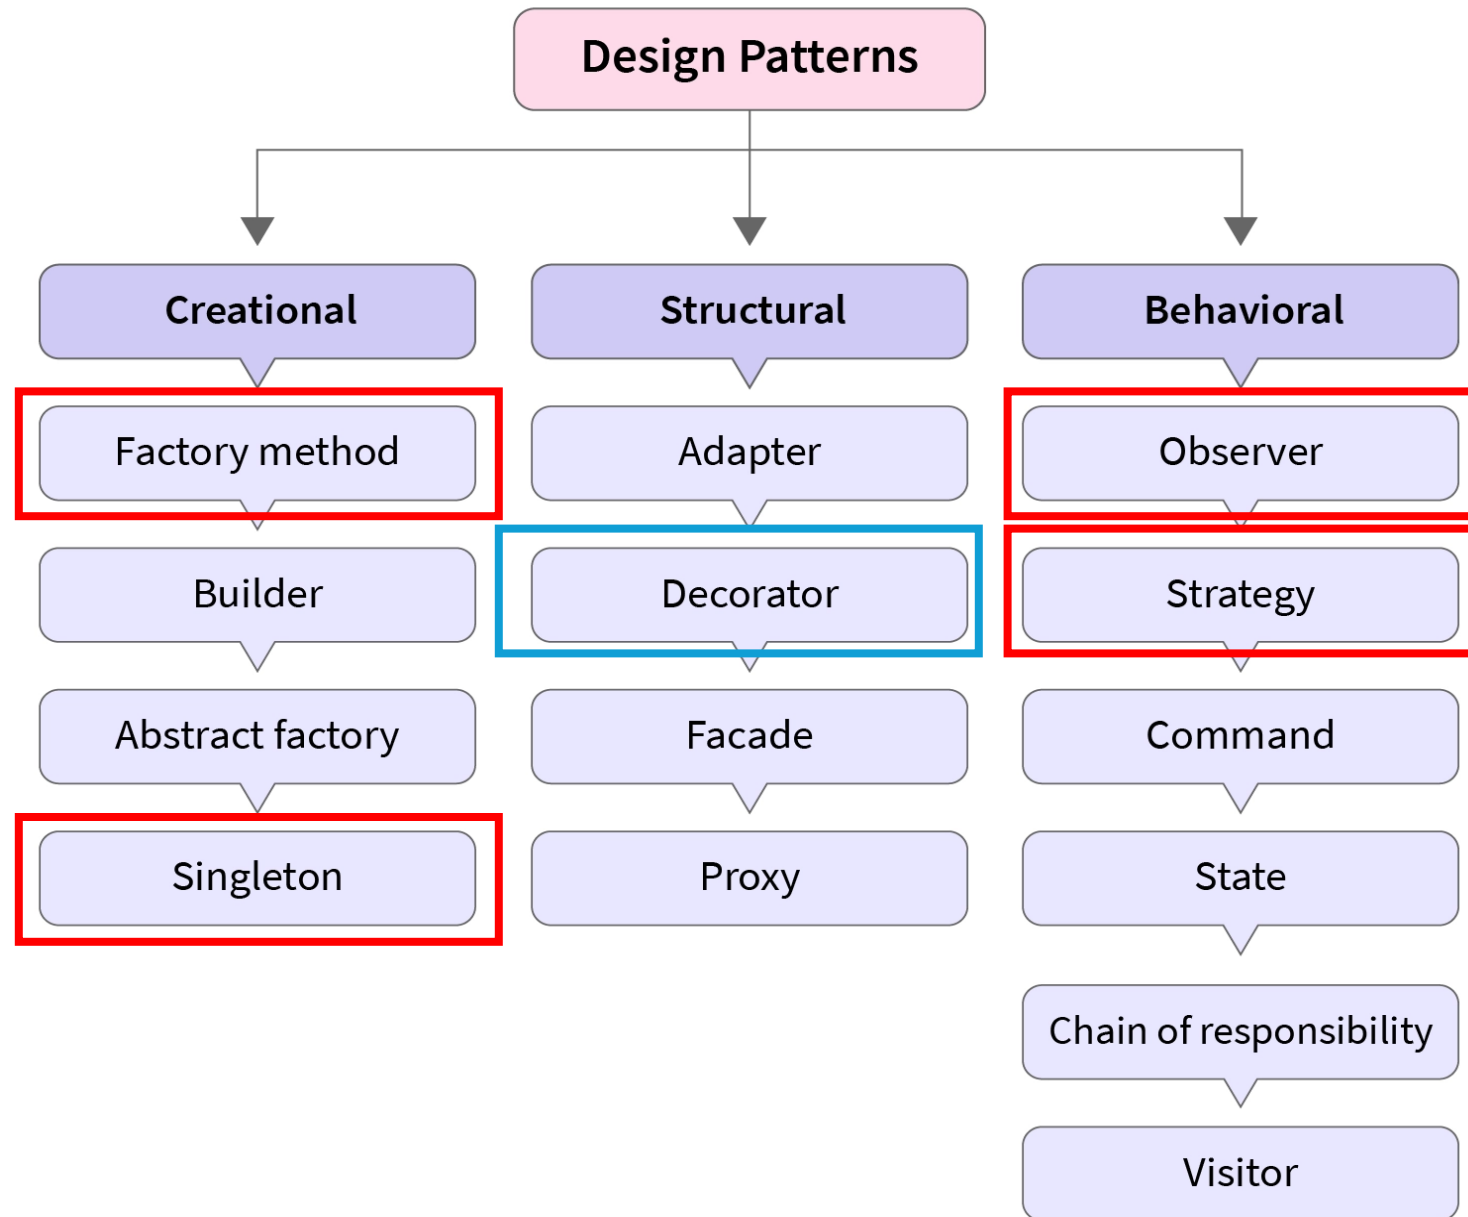 Design Patterns
Creational
Structural
Behavioral
Factory method
Adapter
Observer
Builder
Decorator
Strategy
Abstract factory
Facade
Command
Singleton
Proxy
State
Chain of responsibility
Visitor